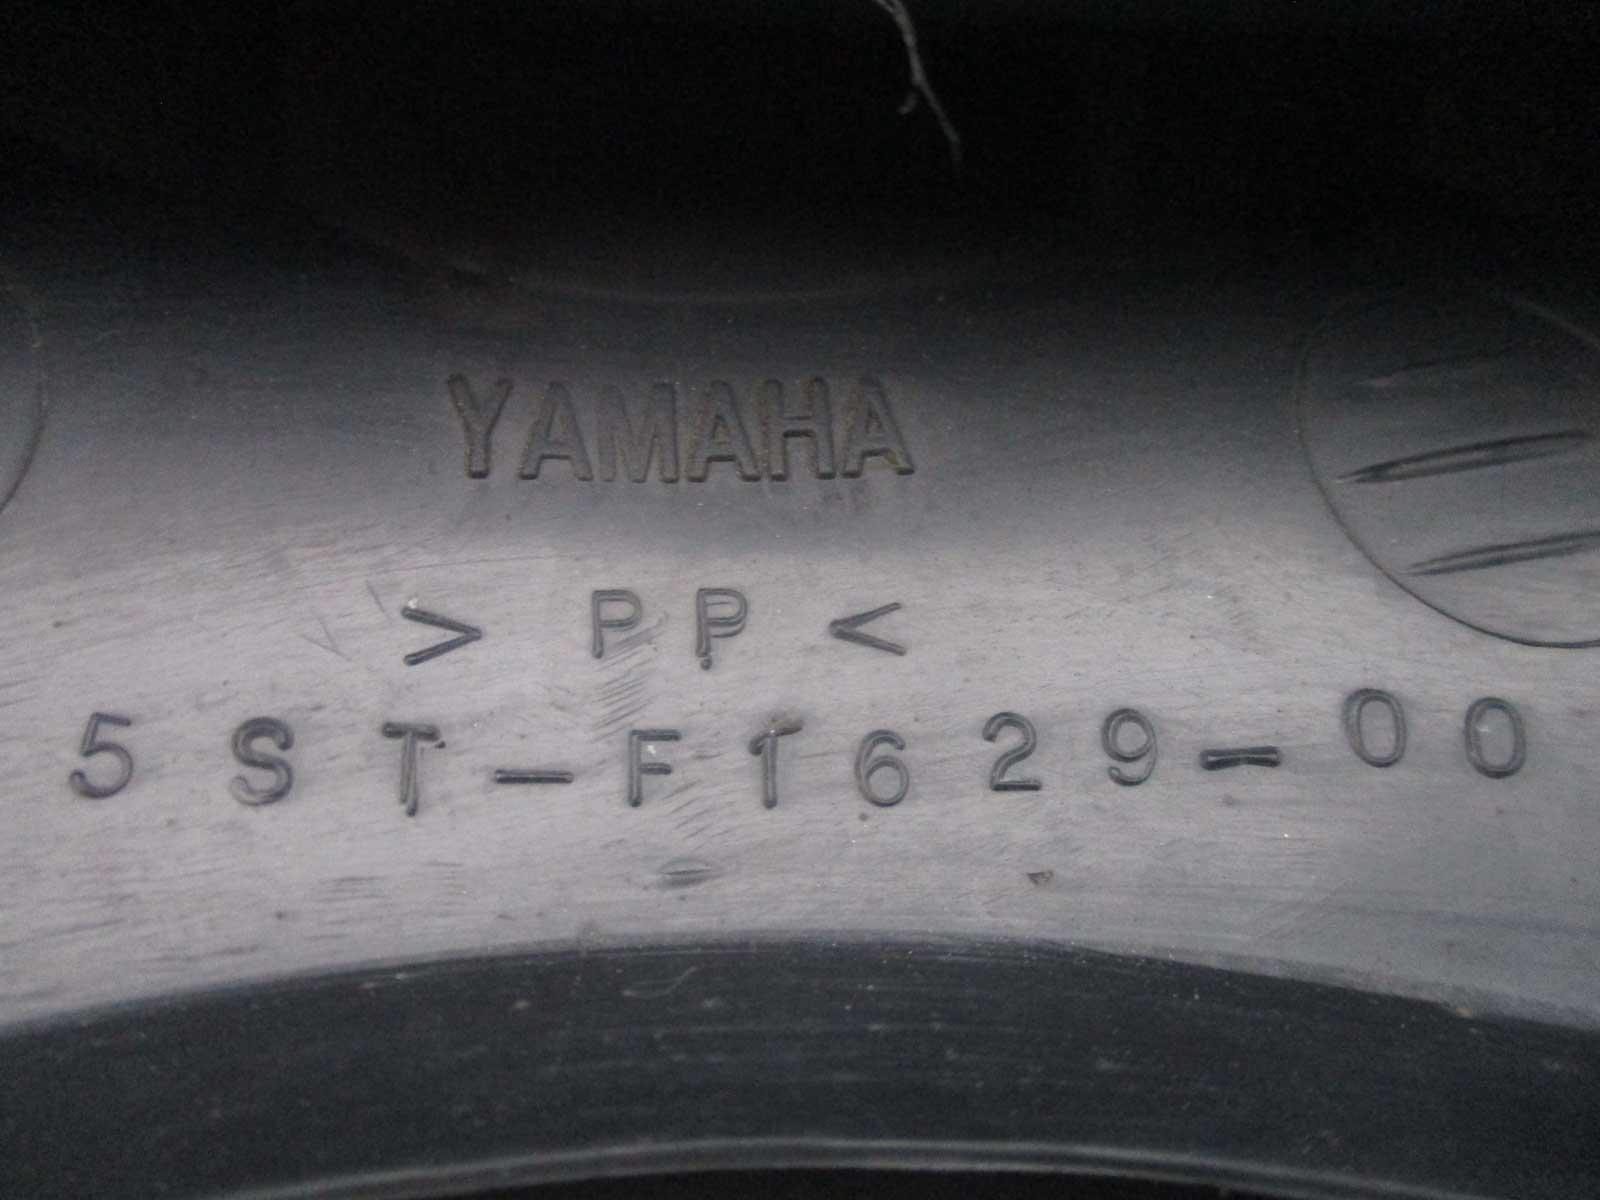 YAMAHA
> PP <
5ST-F1629-00